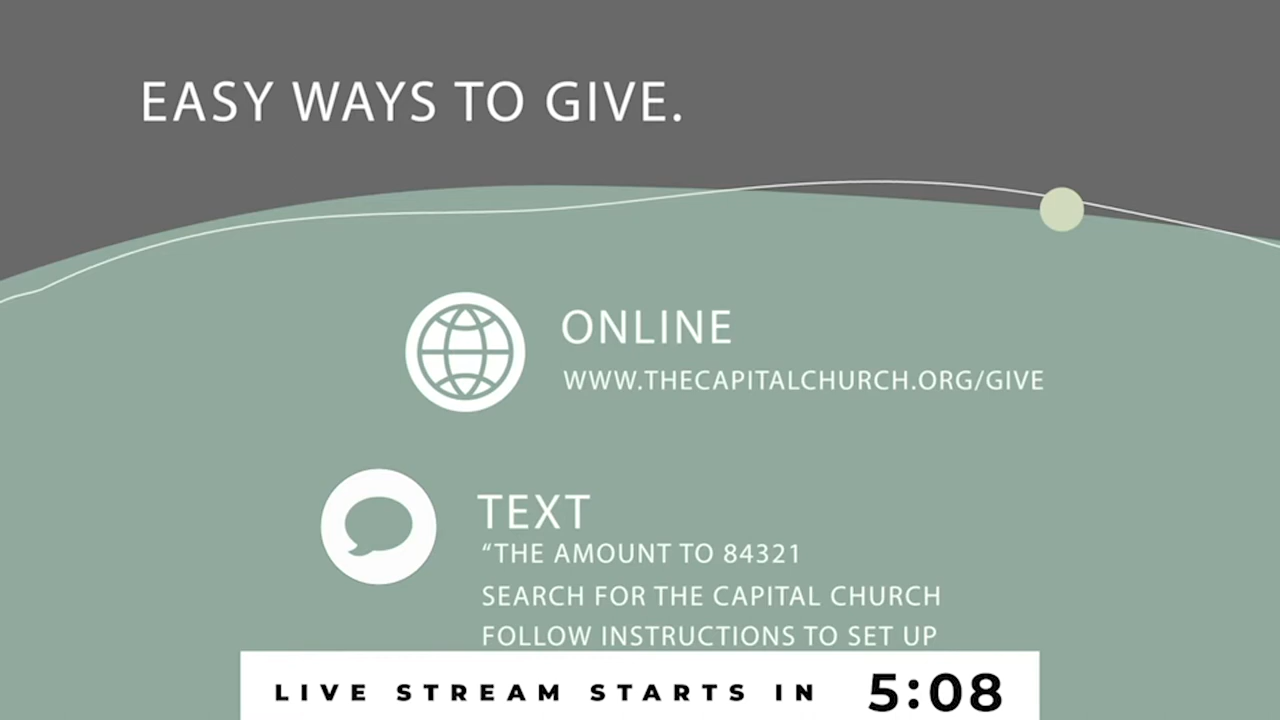 EASY WAYS TO GIVE.
ONLINE
WWW.THECAPITALCHURCH.ORG/GIVE
TEXT
“THE AMOUNT TO 84321
SEARCH FOR THE CAPITAL CHURCH
FOLLOW INSTRUCTIONS TO SET UP
LIVE STREAM STARTS IN 5:08